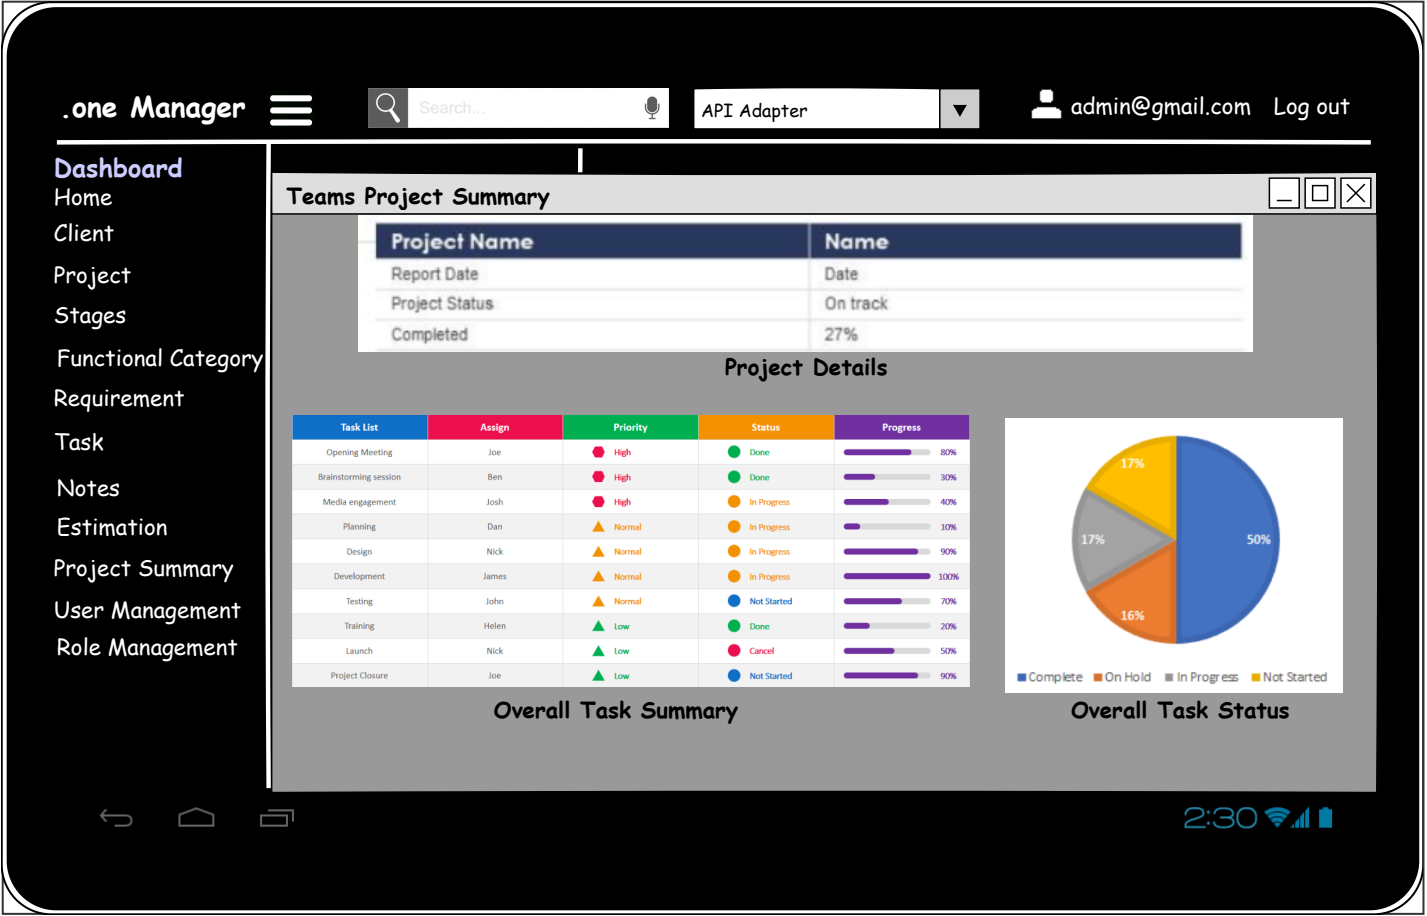 .one Manager
Search...
API Adapter
admin@gmail.com Log out
Dashboard
Home
Client
Project
Stages
Functional Category
Requirement
Task
Notes
Estimation
Project Summary
User Management
Role Management
Teams Project Summary
Project Name Name
Report Date Date
Project Status On track
Completed 27%
Project Details
Task List Assign Priority Status Progress
Opening Meeting Joe High Done 80%
Brainstorming session Ben High Done 30%
Media engagement Josh High In Progress 40%
Planning Dan Normal In Progress 10%
Design Nick Normal In Progress 90%
Development James Normal In Progress 100%
Testing John Normal Not Started 70%
Training Helen Low Done 20%
Launch Nick Low Cancel 50%
Project Closure Joe Low Not Started 90%
Overall Task Summary
17%
17%
50%
16%
Complete On Hold In Progress Not Started
Overall Task Status
2:30